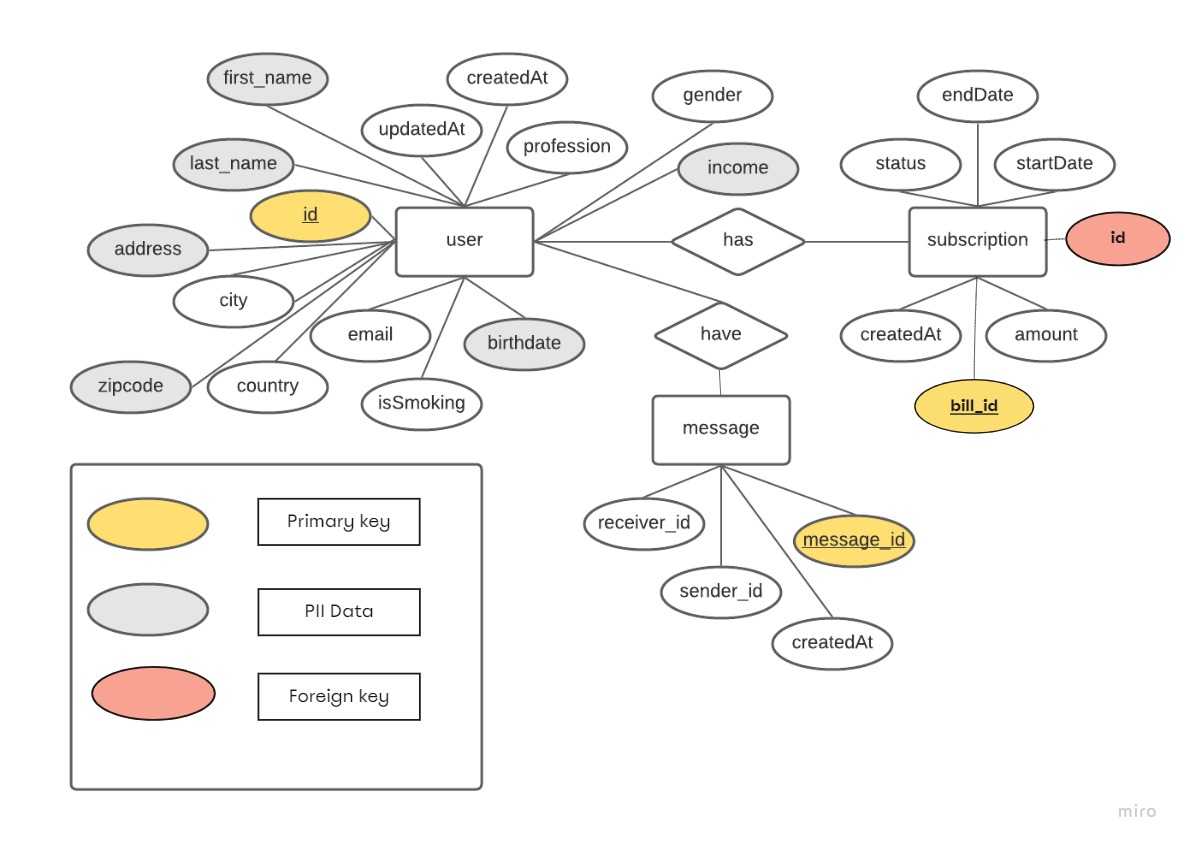 first_name
createdAt
gender
endDate
updatedAt
profession
last_name
income
status
startDate
id
address
user
has
subscription
id
city
email
birthdate
have
createdAt
amount
zipcode
country
isSmoking
bill_id
message
receiver_id
message_id
sender_id
createdAt
Primary key
PII Data
Foreign key
miro